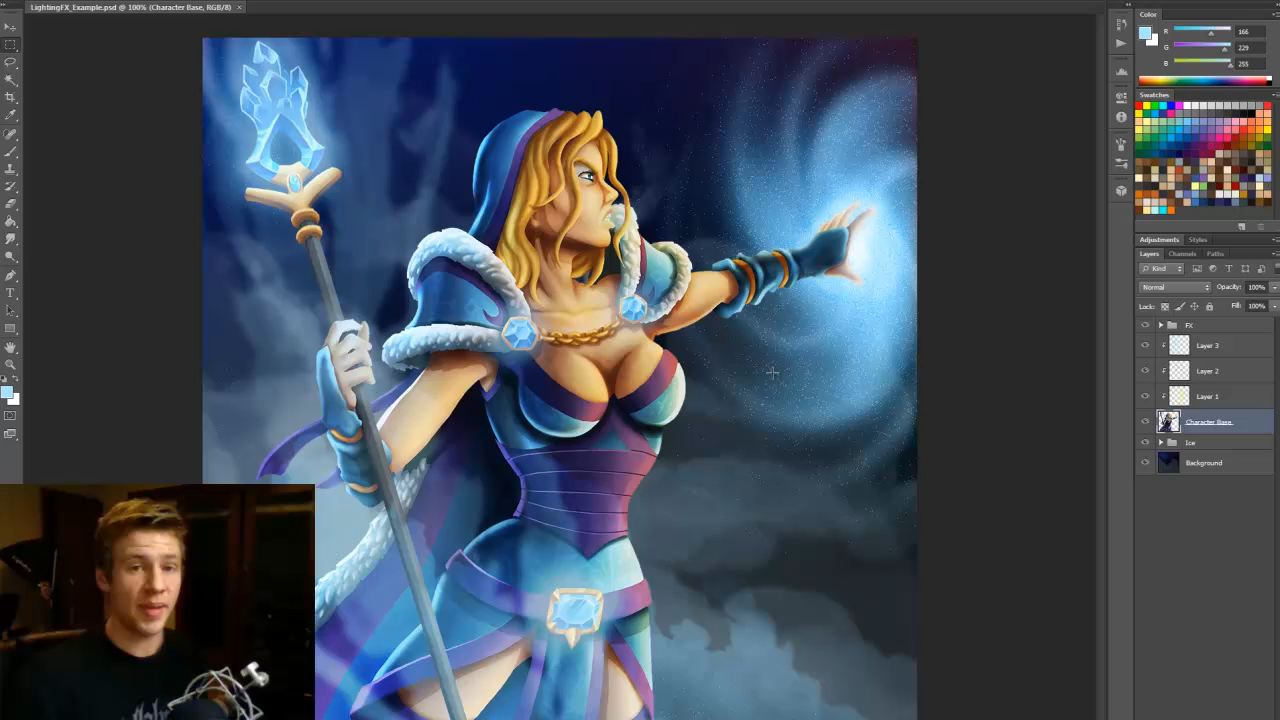 LightingFX_Example.psd @ 100% (Character Base, RGB/8) ×
Color
R 166
G 229
B 255
Swatches
Adjustments Styles
Layers Channels Paths
Kind
Normal Opacity: 100%
Lock: Fill: 100%
FX
Layer 3
Layer 2
Layer 1
Character Base
Ice
Background